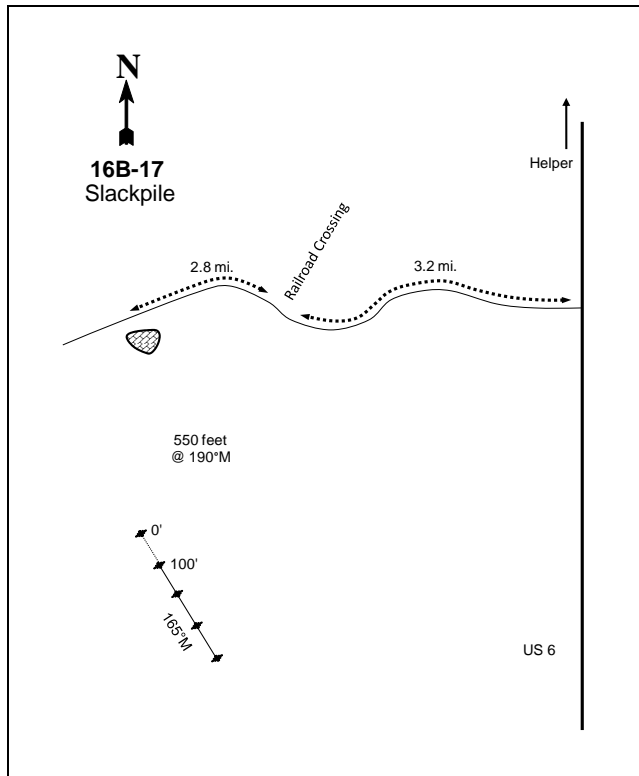 N
16B-17
Slackpile
Helper
Railroad Crossing
2.8 mi.
3.2 mi.
550 feet
@ 190°M
0'
100'
165°M
US 6